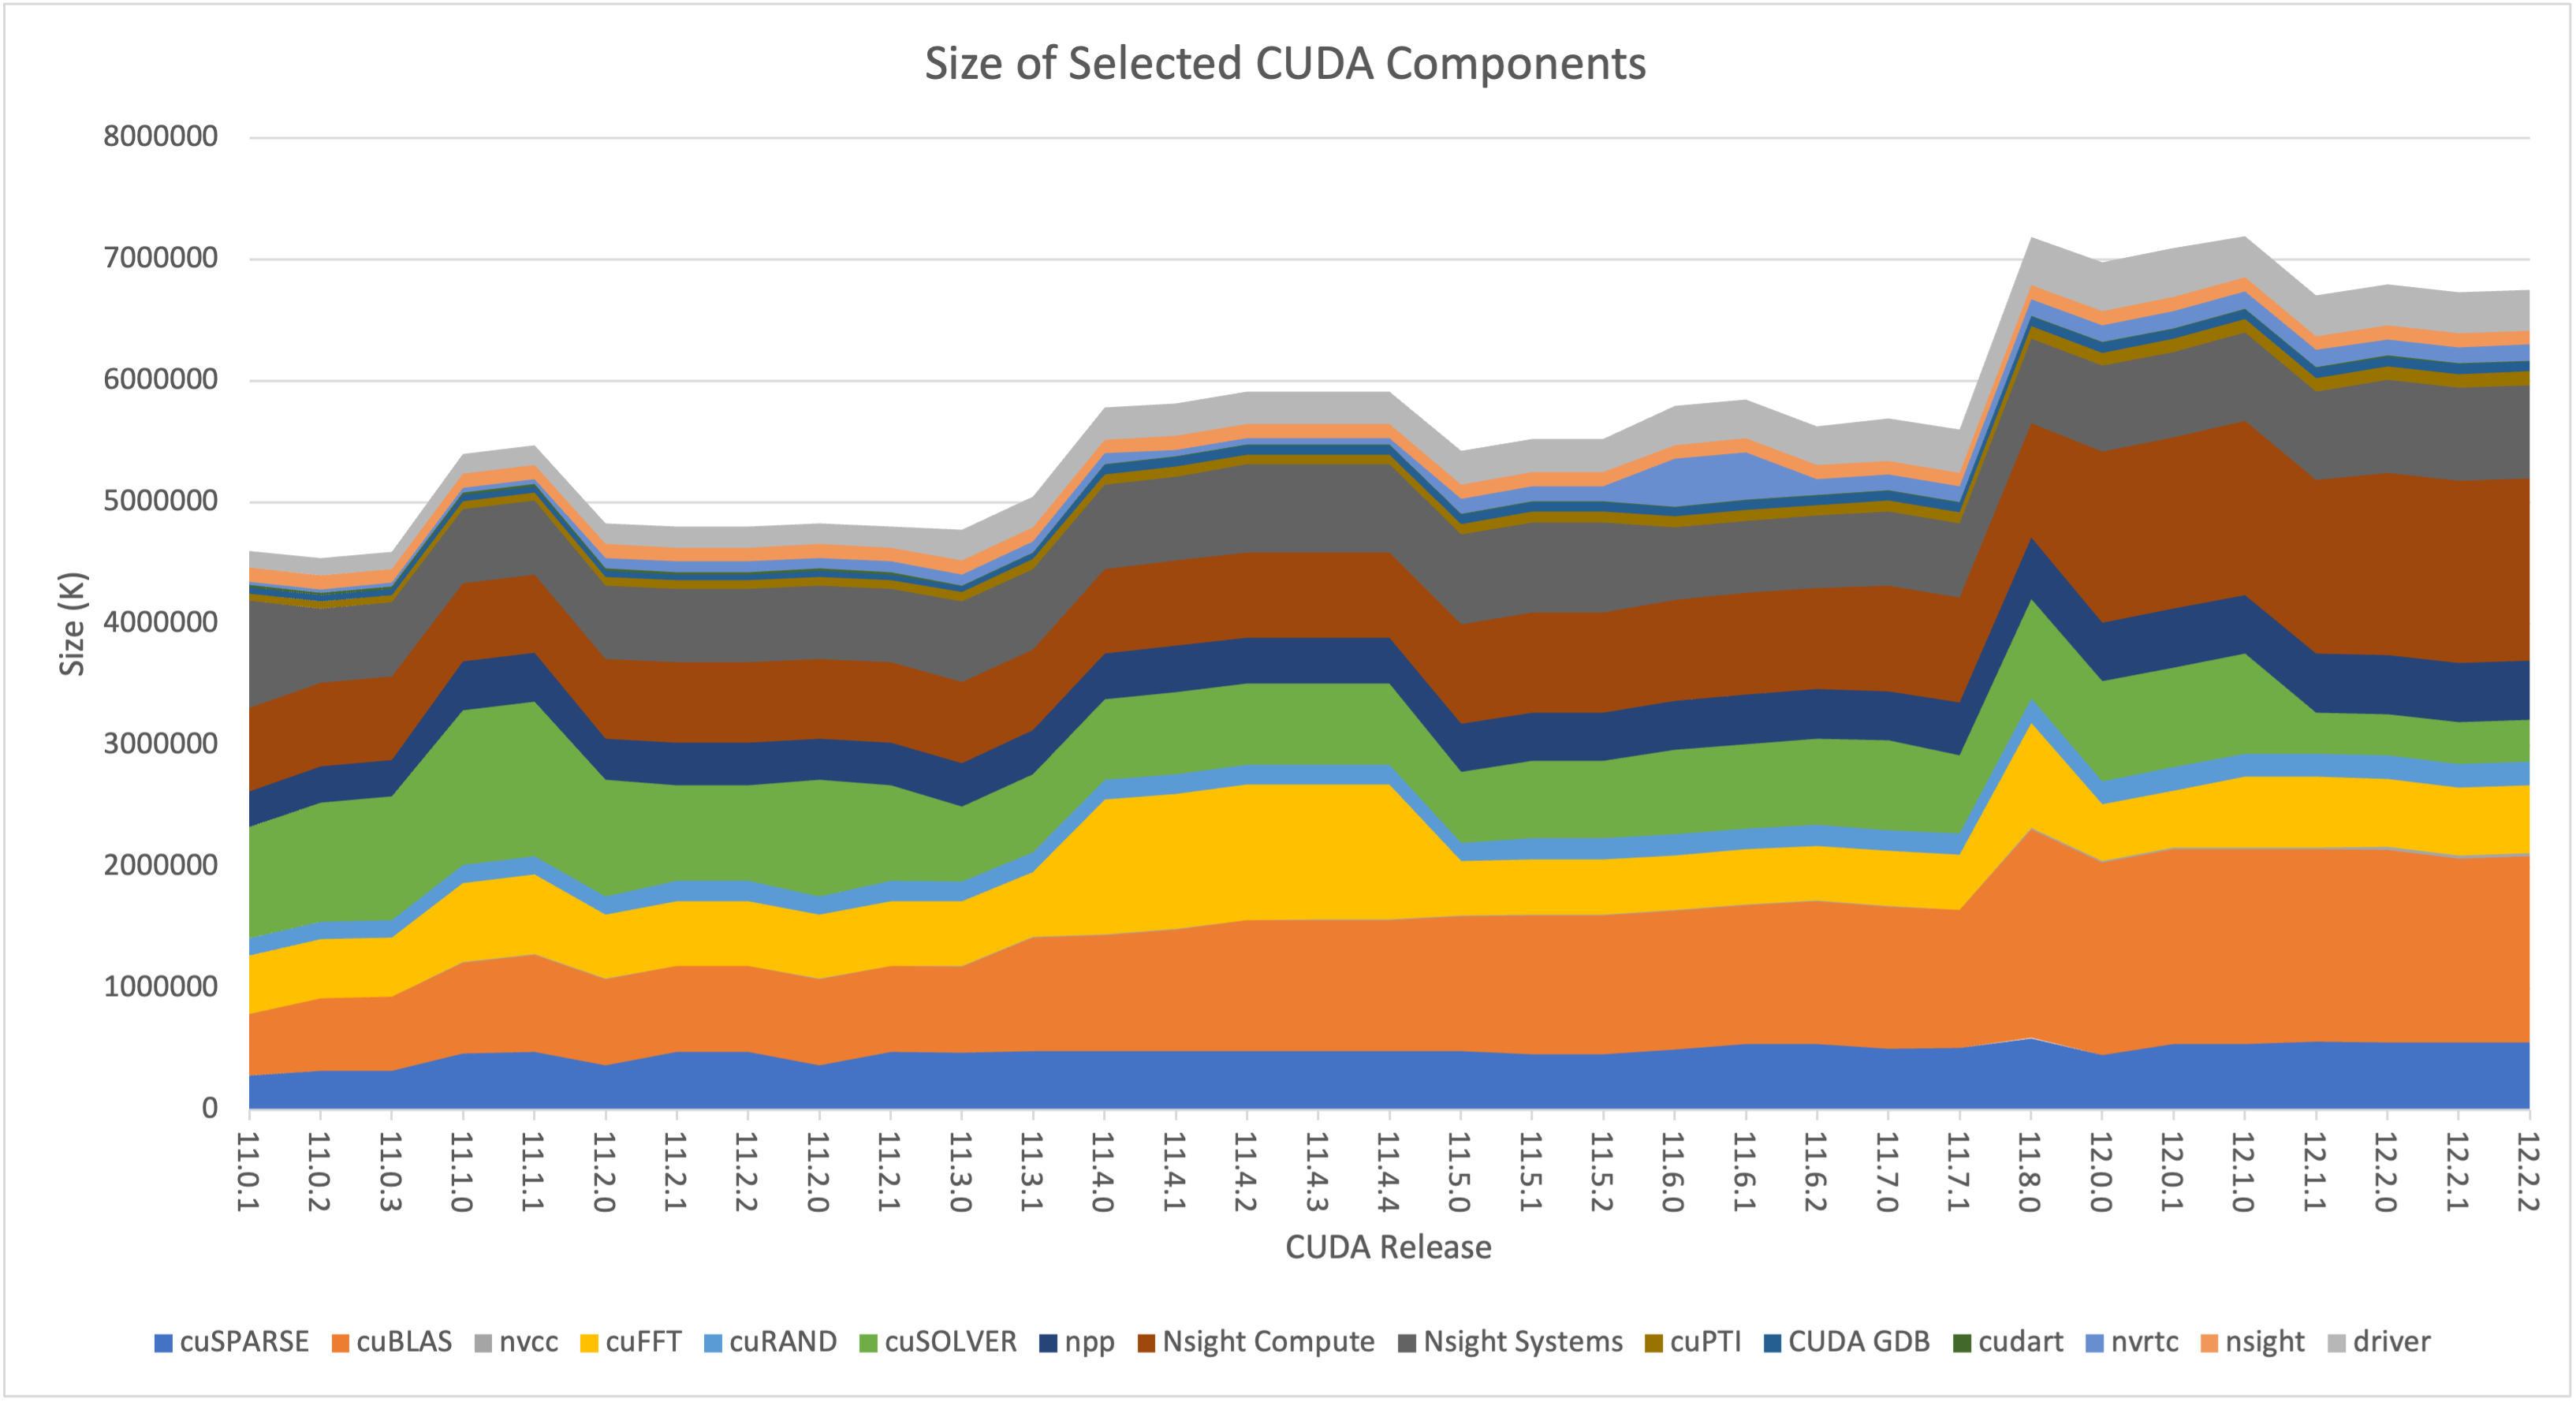 Size of Selected CUDA Components
8000000
7000000
6000000
5000000
4000000
3000000
2000000
1000000
0
Size (K)
11.0.1 11.0.2 11.0.3 11.1.0 11.1.1 11.2.0 11.2.1 11.2.2 11.2.0 11.2.1 11.3.0 11.3.1 11.4.0 11.4.1 11.4.2 11.4.3 11.4.4 11.5.0 11.5.1 11.5.2 11.6.0 11.6.1 11.6.2 11.7.0 11.7.1 11.8.0 12.0.0 12.0.1 12.1.0 12.1.1 12.2.0 12.2.1 12.2.2
CUDA Release
cuSPARSE cuBLAS nvcc cuFFT cuRAND cuSOLVER npp Nsight Compute Nsight Systems cuPTI CUDA GDB cudart nvrtc nsight driver